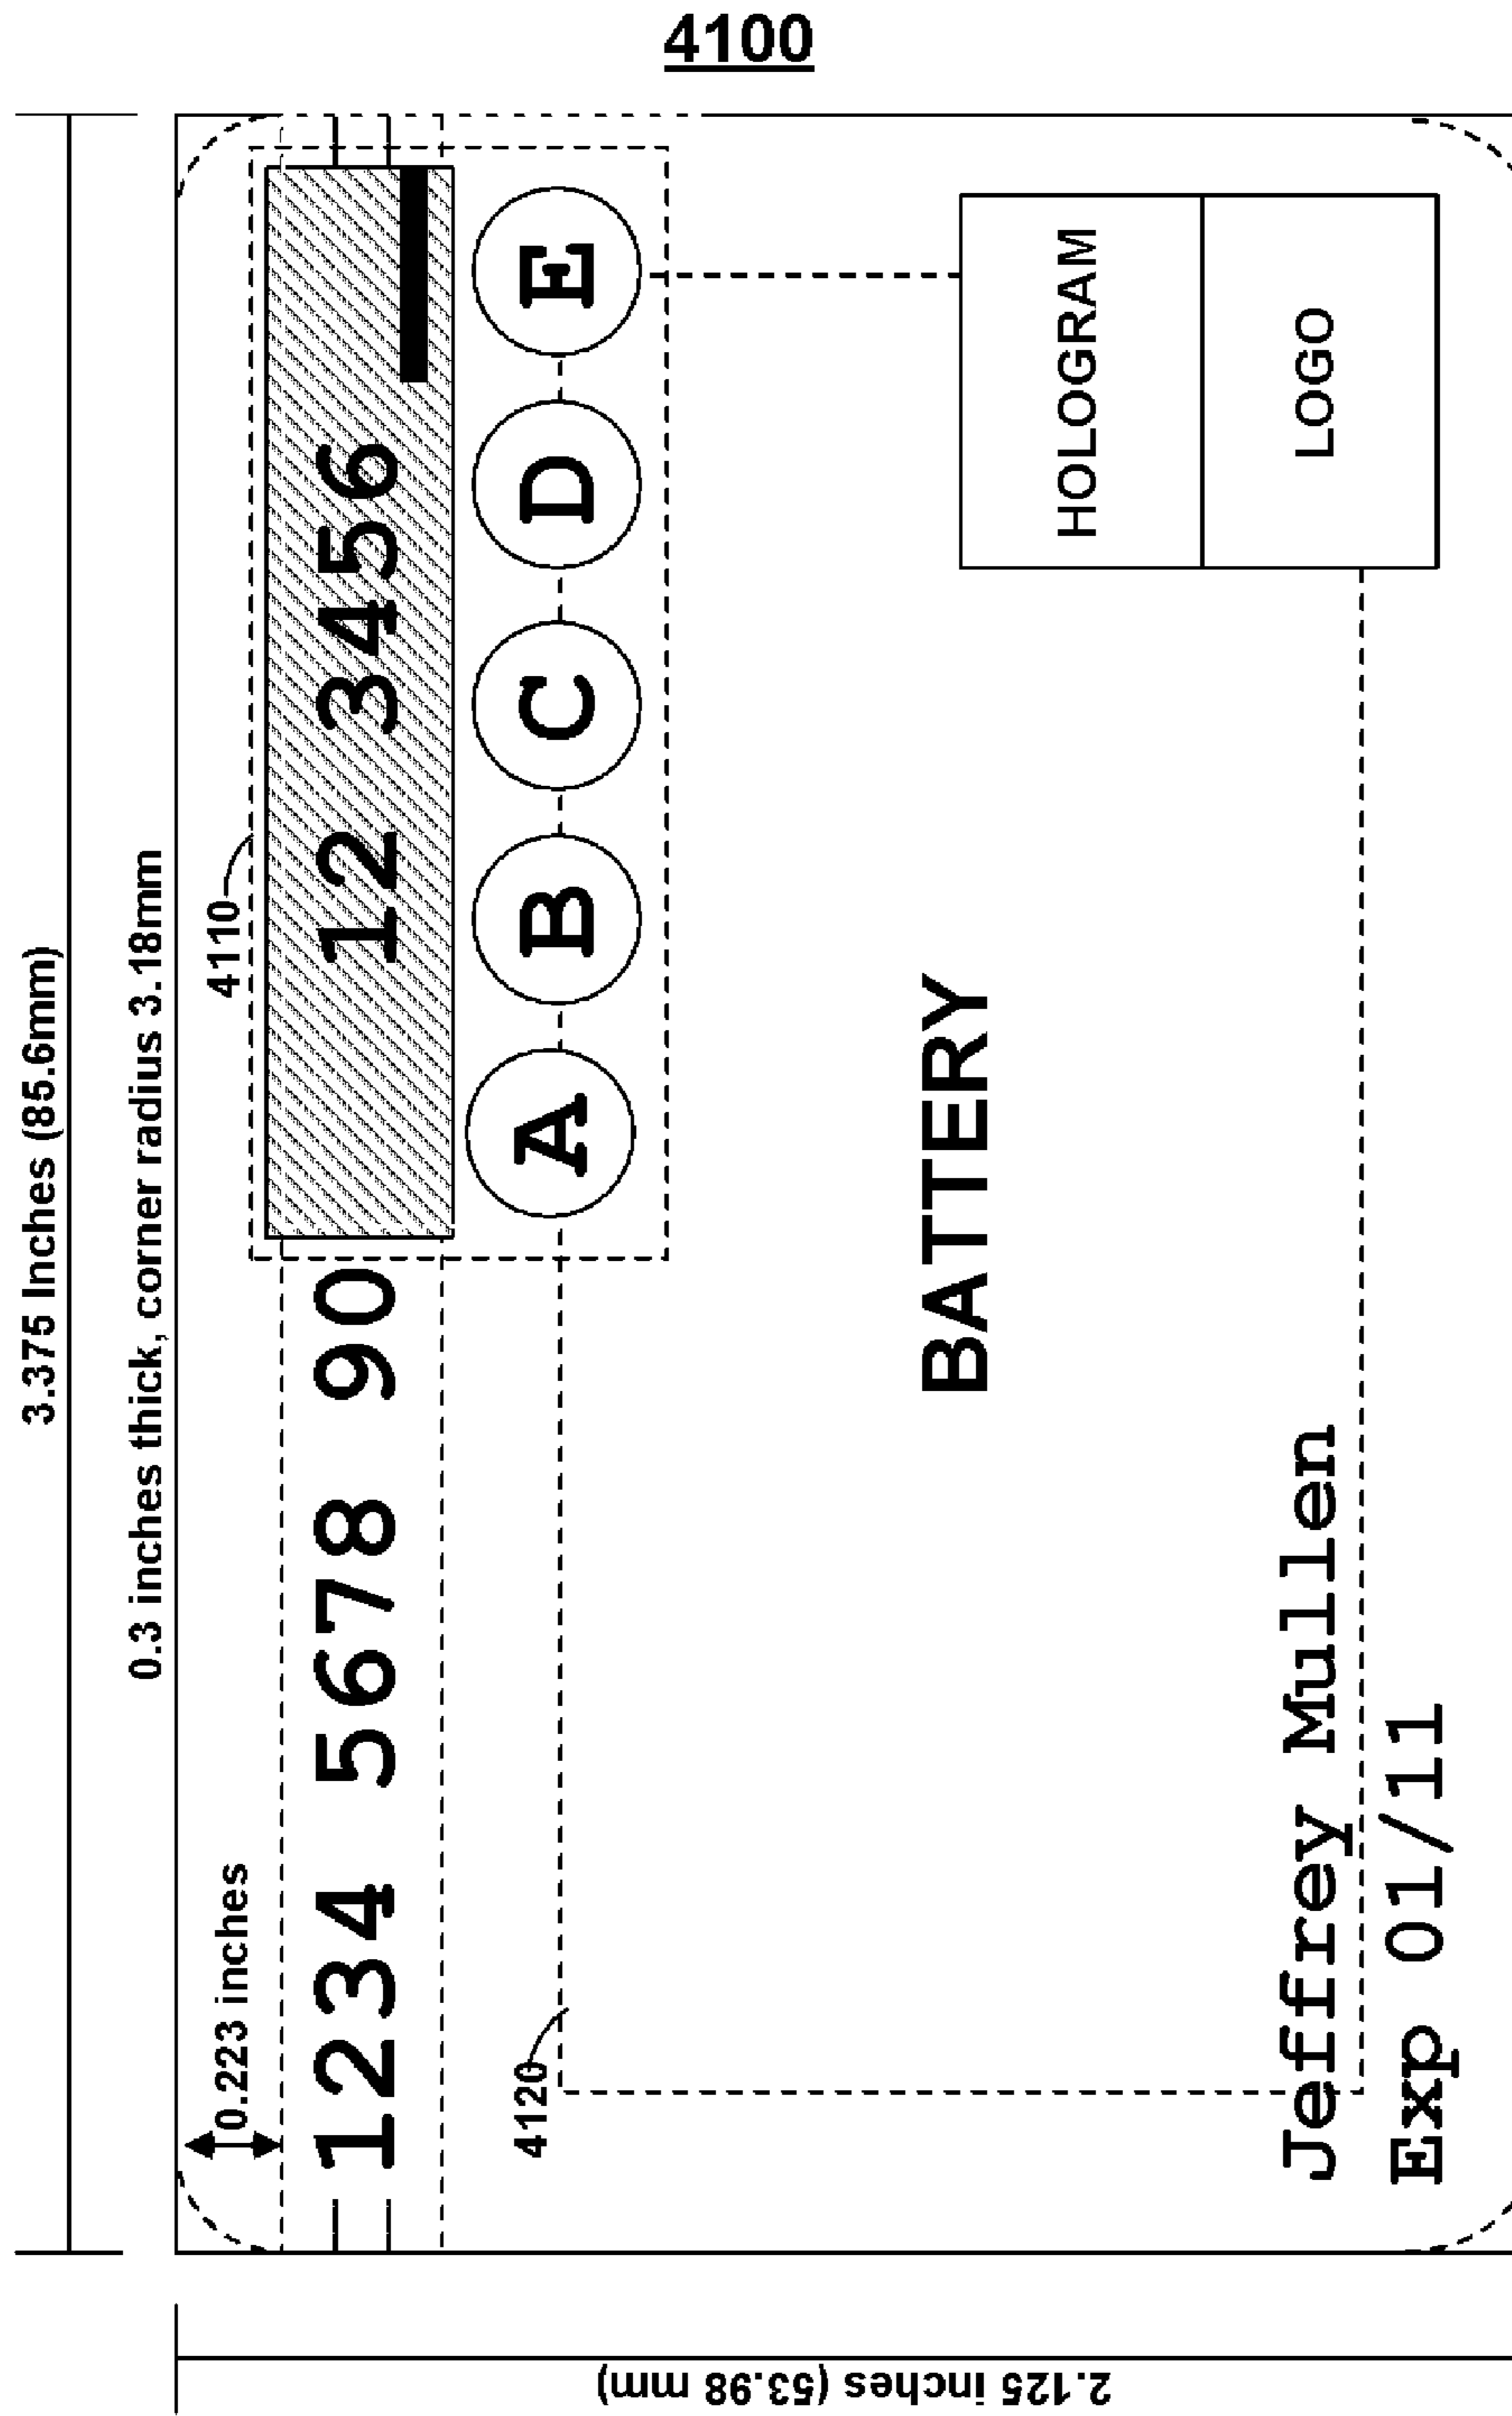 4100
3.375 Inches (85.6mm)
0.3 inches thick, corner radius 3.18mm
0.223 inches
4110
1234 5678 90
12 3456
4120
A B C D E
BATTERY
HOLOGRAM
LOGO
Jeffrey Mullen
Exp 01/11
2.125 inches (53.98 mm)